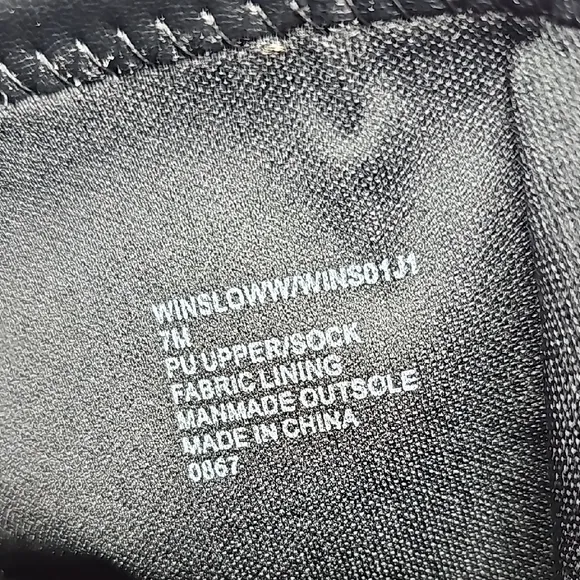 WINSLOWW/WINS01J1
7M
PU UPPER/SOCK
FABRIC LINING
MANMADE OUTSOLE
MADE IN CHINA
0867